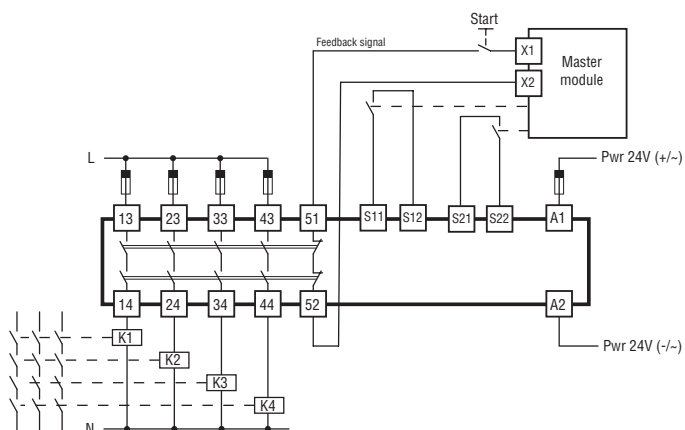 Start
Feedback signal
X1
Master
module
X2
L
Pwr 24V (+/~)
13
23
33
43
51
S11
S12
S21
S22
A1
14
24
34
44
52
A2
K1
Pwr 24V (-/~)
K2
K3
K4
N